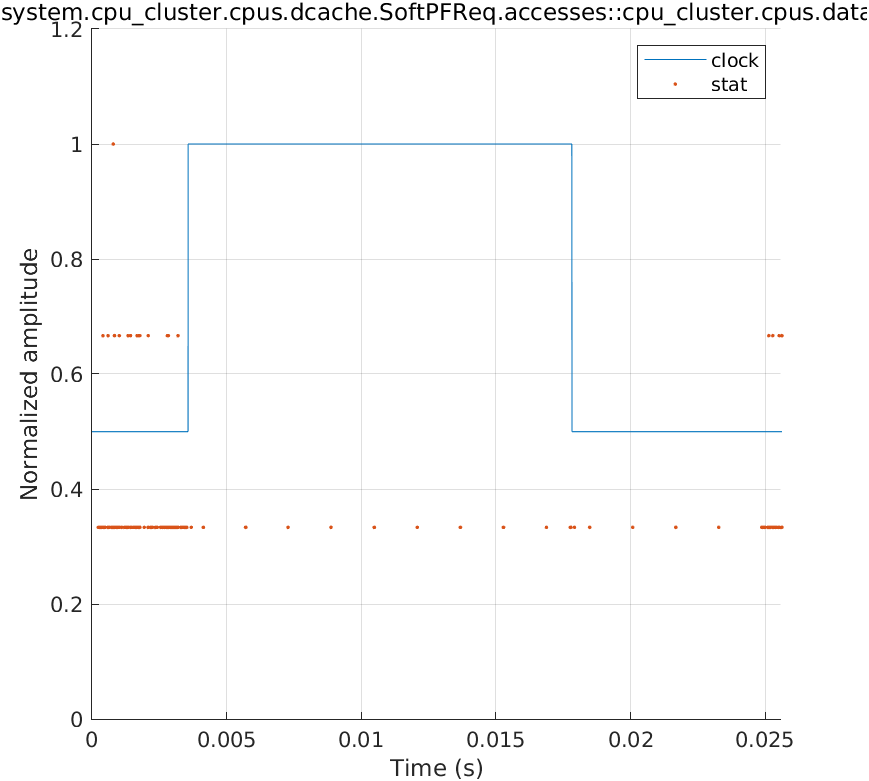 system.cpu_cluster.cpus.dcache.SoftPFReq.accesses::cpu_cluster.cpus.data
1.2
1
0.8
0.6
0.4
0.2
0
Normalized amplitude
clock
stat
0 0.005 0.01 0.015 0.02 0.025
Time (s)